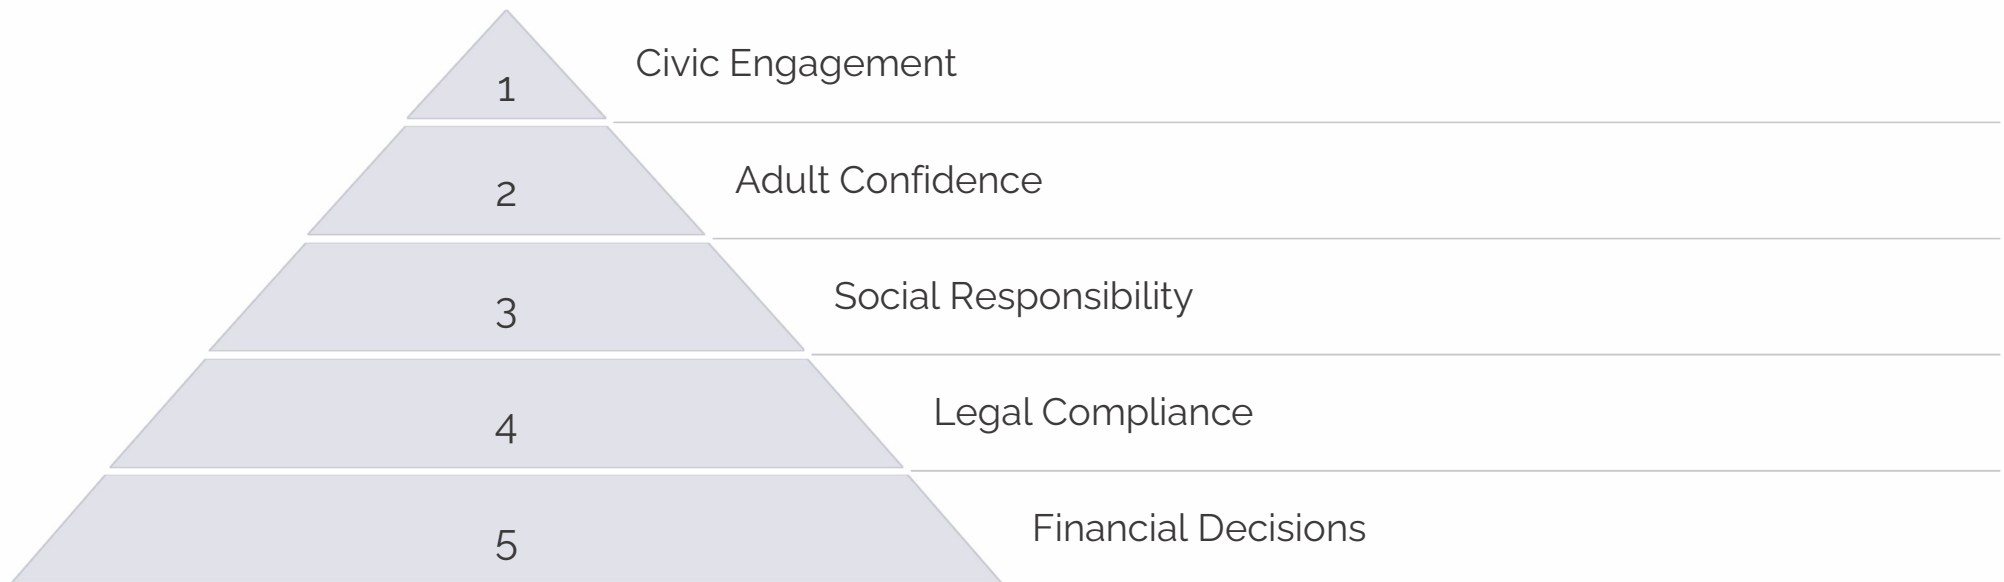 1
Civic Engagement
2
Adult Confidence
3
Social Responsibility
4
Legal Compliance
5
Financial Decisions